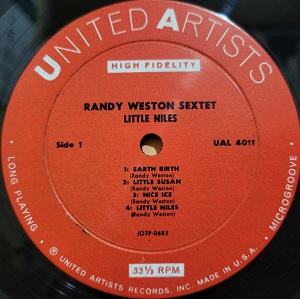 UNITED ARTISTS
HIGH FIDELITY
RANDY WESTON SEXTET
LITTLE NILES
Side 1
UAL 4011
1: EARTH BIRTH
(Randy Weston)
2: LITTLE SUSAN
(Randy Weston)
3: NICE ICE
(Randy Weston)
4: LITTLE NILES
(Randy Weston)
JO7P-0683
• LONG PLAYING •
MICROGROOVE •
33⅓ RPM
® UNITED ARTISTS RECORDS, INC. MADE IN U.S.A.